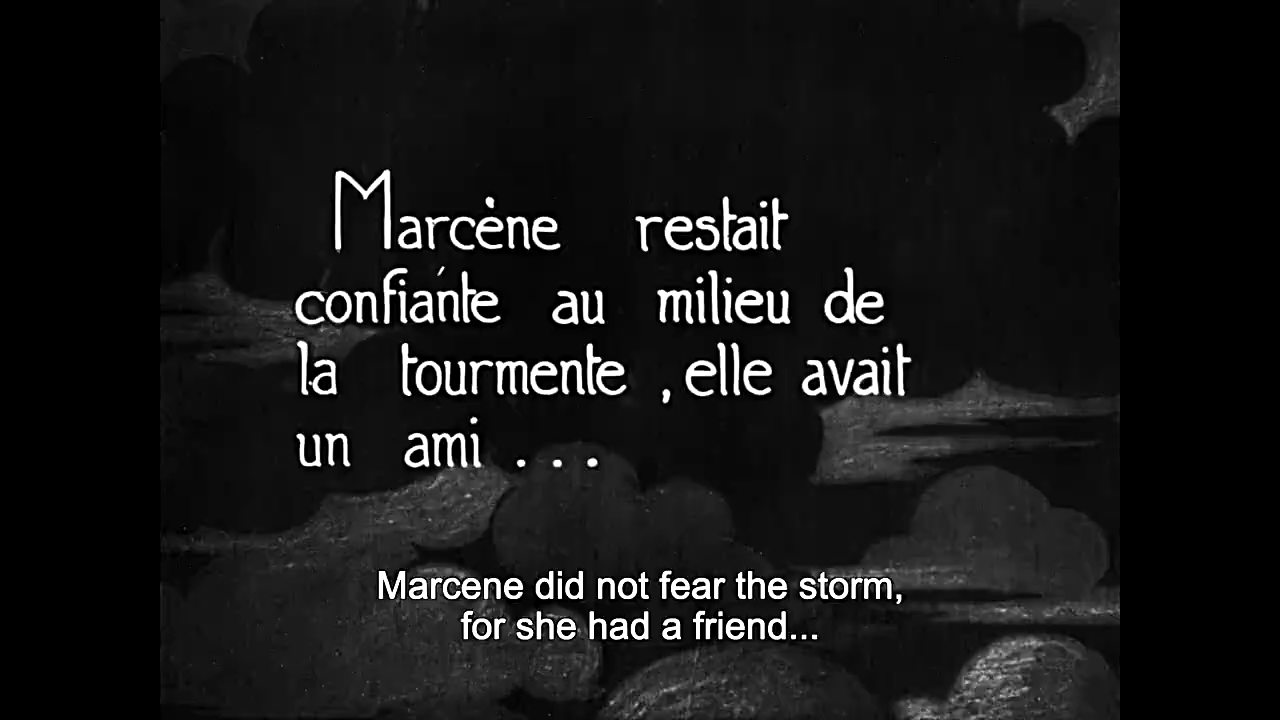 Marcène restait
confiante au milieu de
la tourmente, elle avait
un ami ...
Marcene did not fear the storm,
for she had a friend...